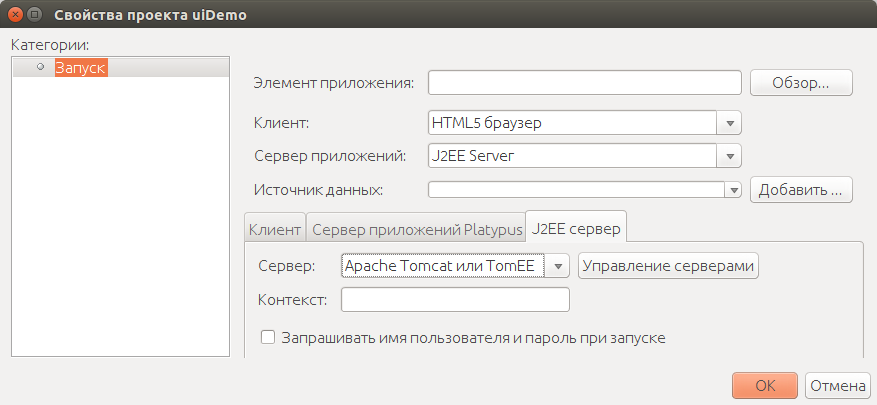 Свойства проекта uiDemo
Категории:
Запуск
Элемент приложения:
Обзор...
Клиент:
HTML5 браузер
Сервер приложений:
J2EE Server
Источник данных:
Добавить ...
Клиент
Сервер приложений Platypus
J2EE сервер
Сервер:
Apache Tomcat или TomEE
Управление серверами
Контекст:
Запрашивать имя пользователя и пароль при запуске
OK
Отмена